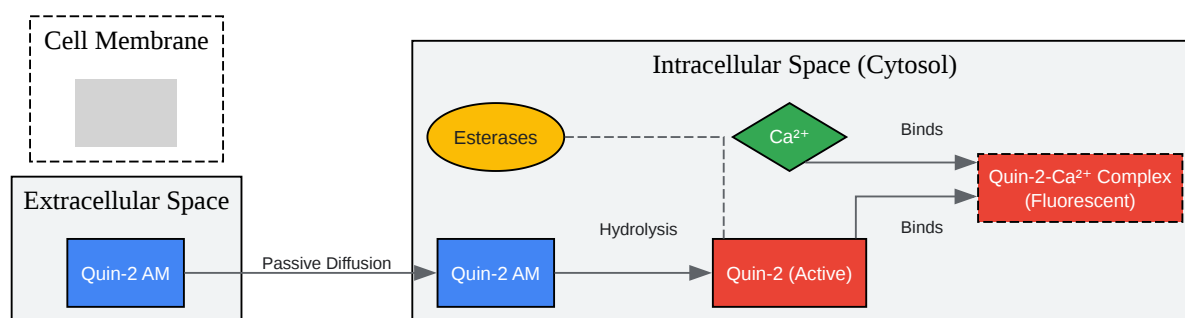 Cell Membrane
Extracellular Space
Quin-2 AM
Passive Diffusion
Intracellular Space (Cytosol)
Esterases
Ca²⁺
Binds
Quin-2-Ca²⁺ Complex
(Fluorescent)
Binds
Hydrolysis
Quin-2 AM
Quin-2 (Active)